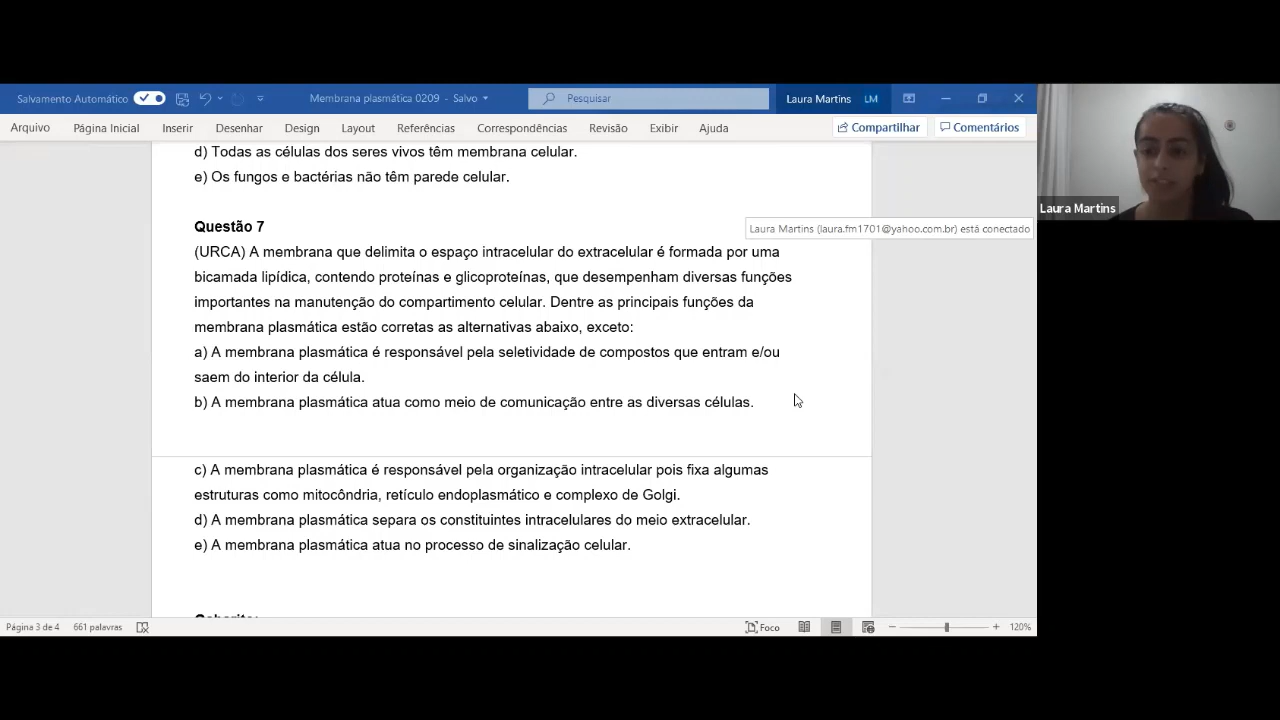 Salvamento Automático
Membrana plasmática 0209 - Salvo
Pesquisar
Laura Martins LM
Arquivo Página Inicial Inserir Desenhar Design Layout Referências Correspondências Revisão Exibir Ajuda Compartilhar Comentários
d) Todas as células dos seres vivos têm membrana celular.
e) Os fungos e bactérias não têm parede celular.
Laura Martins
Questão 7
Laura Martins (laura.fm1701@yahoo.com.br) está conectado
(URCA) A membrana que delimita o espaço intracelular do extracelular é formada por uma
bicamada lipídica, contendo proteínas e glicoproteínas, que desempenham diversas funções
importantes na manutenção do compartimento celular. Dentre as principais funções da
membrana plasmática estão corretas as alternativas abaixo, exceto:
a) A membrana plasmática é responsável pela seletividade de compostos que entram e/ou
saem do interior da célula.
b) A membrana plasmática atua como meio de comunicação entre as diversas células.
c) A membrana plasmática é responsável pela organização intracelular pois fixa algumas
estruturas como mitocôndria, retículo endoplasmático e complexo de Golgi.
d) A membrana plasmática separa os constituintes intracelulares do meio extracelular.
e) A membrana plasmática atua no processo de sinalização celular.
Página 3 de 4 661 palavras Foco 120%